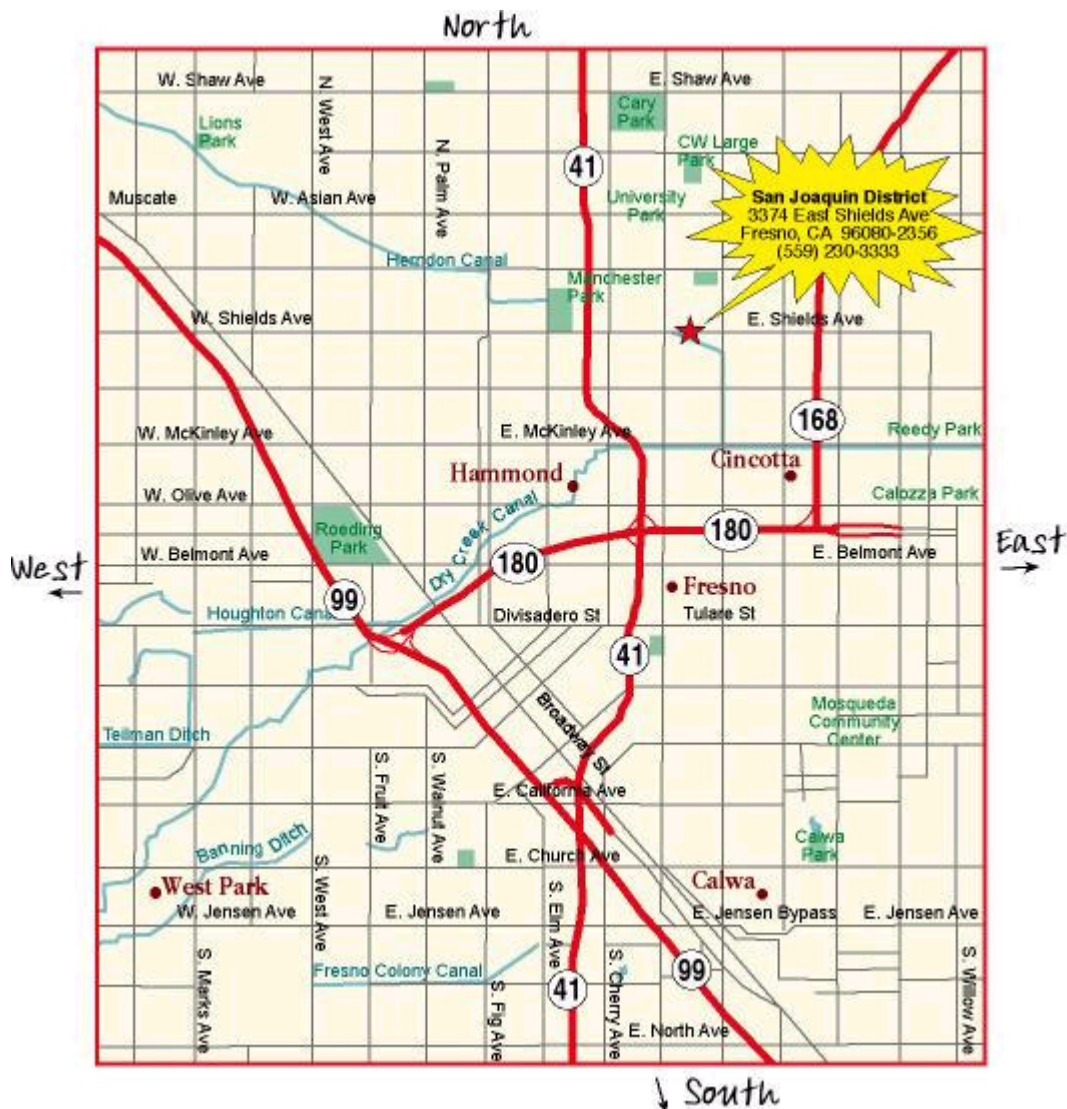 North
W. Shaw Ave
E. Shaw Ave
N. West Ave
Cary
Park
Lions
Park
N. Palm Ave
41
CW Large
Park
Muscate
W. Asian Ave
University
Park
San Joaquin District
3374 East Shields Ave
Fresno, CA 96080-2356
(559) 230-3333
Herndon Canal
Manchester
Park
W. Shields Ave
E. Shields Ave
168
W. McKinley Ave
E. McKinley Ave
Reedy Park
Hammond
Cincotta
W. Olive Ave
Calozza Park
Roeding
Park
Dry Creek Canal
180
180
W. Belmont Ave
E. Belmont Ave
West
East
99
Fresno
Houghton Canal
Divisadero St
Tulare St
41
Broadway St
Mosqueda
Community
Center
Teilman Ditch
S. Fruit Ave
S. Walnut Ave
E. California Ave
Banning Ditch
E. Church Ave
Calwa
Park
West Park
S. West Ave
Calwa
W. Jensen Ave
E. Jensen Ave
S. Elm Ave
E. Jensen Bypass
E. Jensen Ave
S. Marks Ave
Fresno Colony Canal
S. Fig Ave
41
S. Cherry Ave
99
S. Willow Ave
E. North Ave
South